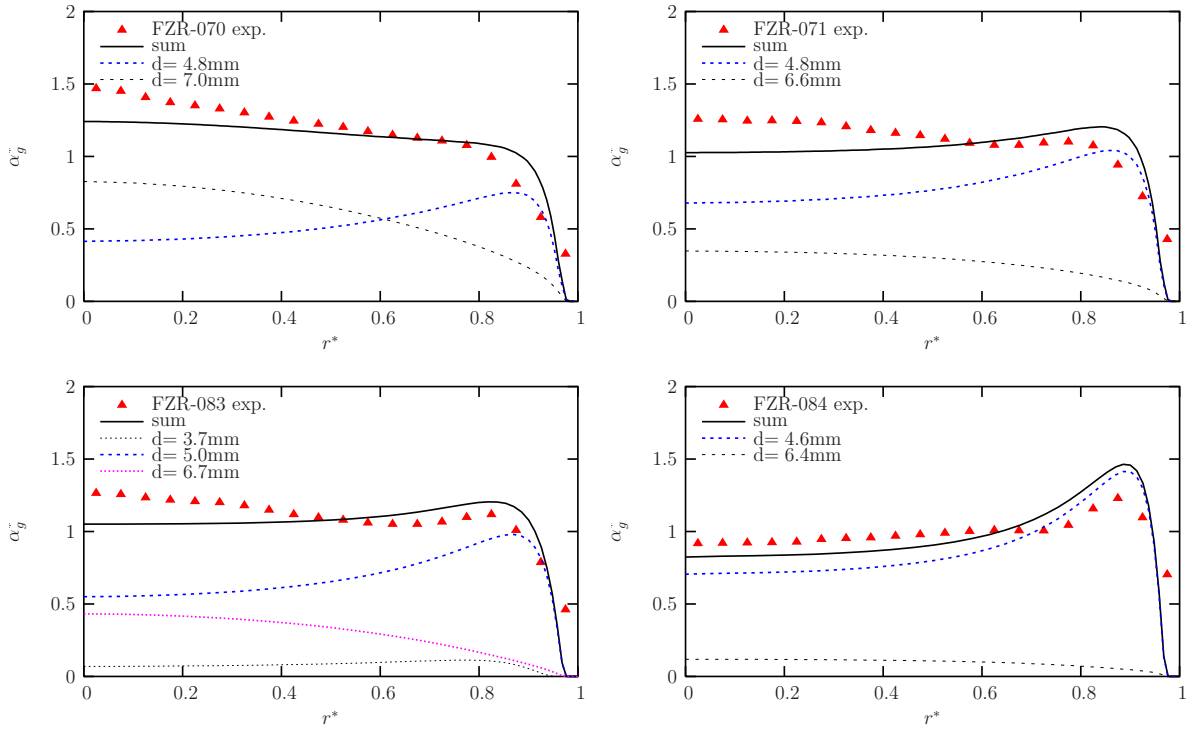 2
1.5
1
0.5
0
0 0.2 0.4 0.6 0.8 1
α_g¨
r*
FZR-070 exp.
sum
d= 4.8mm
d= 7.0mm
2
1.5
1
0.5
0
0 0.2 0.4 0.6 0.8 1
α_g¨
r*
FZR-071 exp.
sum
d= 4.8mm
d= 6.6mm
2
1.5
1
0.5
0
0 0.2 0.4 0.6 0.8 1
α_g¨
r*
FZR-083 exp.
sum
d= 3.7mm
d= 5.0mm
d= 6.7mm
2
1.5
1
0.5
0
0 0.2 0.4 0.6 0.8 1
α_g¨
r*
FZR-084 exp.
sum
d= 4.6mm
d= 6.4mm